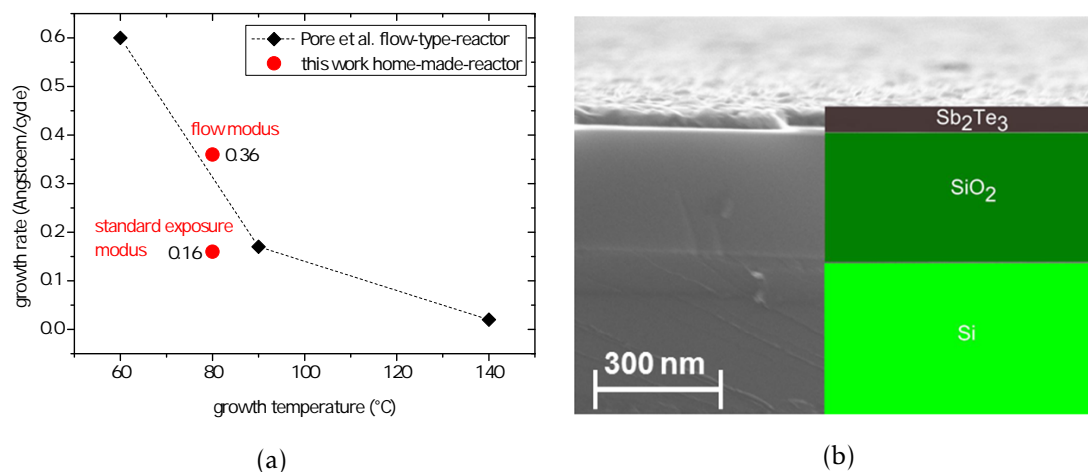 0.6
0.5
0.4
0.3
0.2
0.1
0.0
growth rate (Angstoem/cycle)
Pore et al. flow-type-reactor
this work home-made-reactor
flow modus
0.36
standard exposure
modus
0.16
60
80
100
120
140
growth temperature (°C)
(a)
Sb₂Te₃
SiO₂
Si
300 nm
(b)